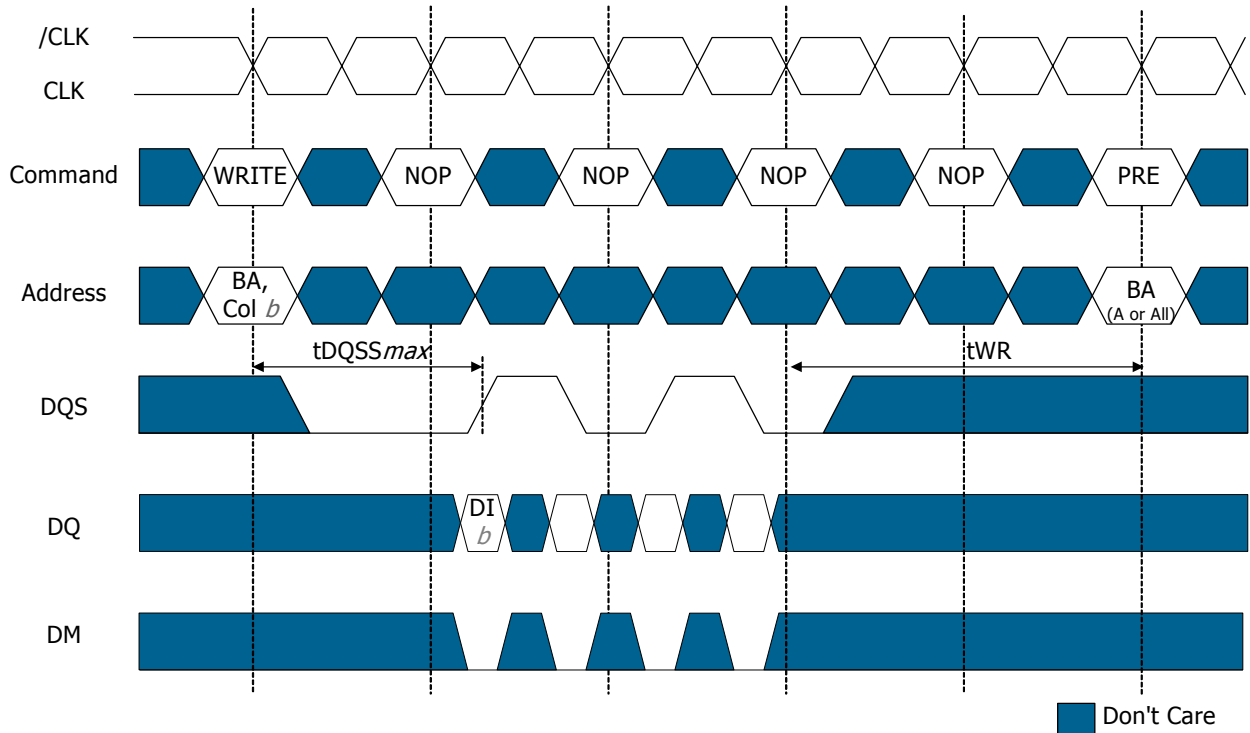 /CLK
CLK
Command
WRITE
NOP
NOP
NOP
NOP
PRE
Address
BA,
Col b
BA
(A or All)
tDQSSmax
tWR
DQS
DQ
DI
b
DM
Don't Care